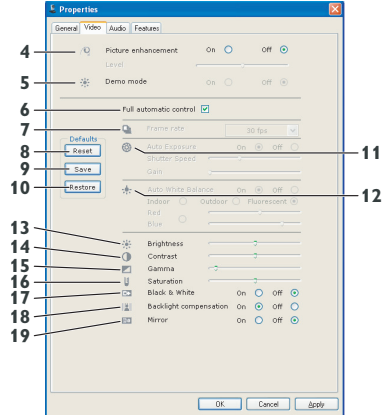 Properties
General Video Audio Features
4 Picture enhancement On Off
Level
5 Demo mode On Off
6 Full automatic control
7 Frame rate 30 fps
Defaults
8 Reset
9 Save
10 Restore
Auto Exposure On Off 11
Shutter Speed
Gain
Auto White Balance On Off 12
Indoor Outdoor Fluorescent
Red
Blue
13 Brightness
14 Contrast
15 Gamma
16 Saturation
17 Black & White On Off
18 Backlight compensation On Off
19 Mirror On Off
OK Cancel Apply